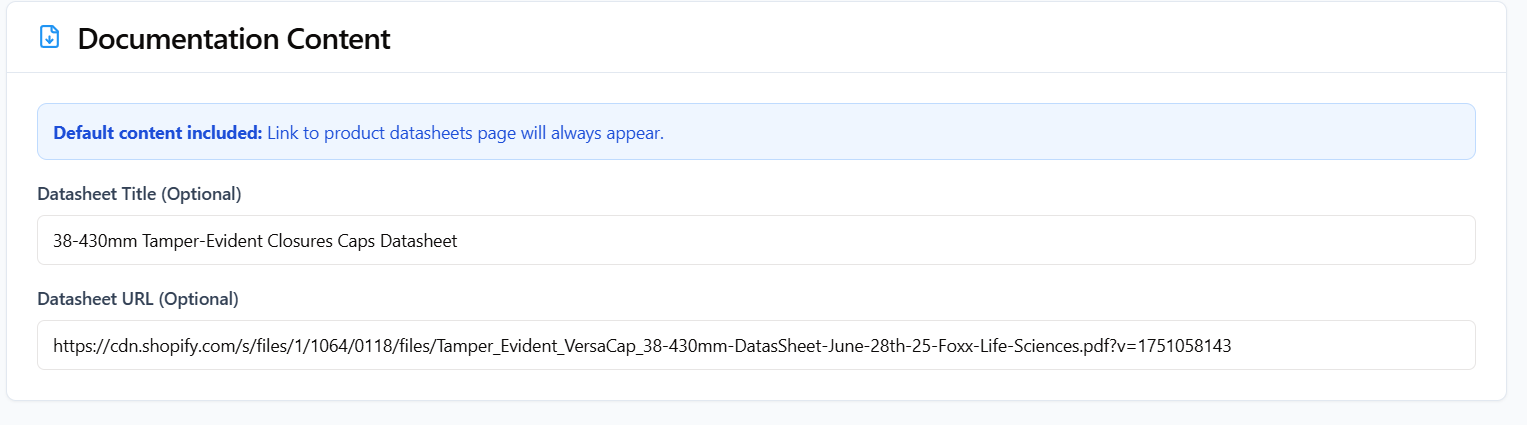 Documentation Content
Default content included: Link to product datasheets page will always appear.
Datasheet Title (Optional)
38-430mm Tamper-Evident Closures Caps Datasheet
Datasheet URL (Optional)
https://cdn.shopify.com/s/files/1/1064/0118/files/Tamper_Evident_VersaCap_38-430mm-DatasSheet-June-28th-25-Foxx-Life-Sciences.pdf?v=1751058143